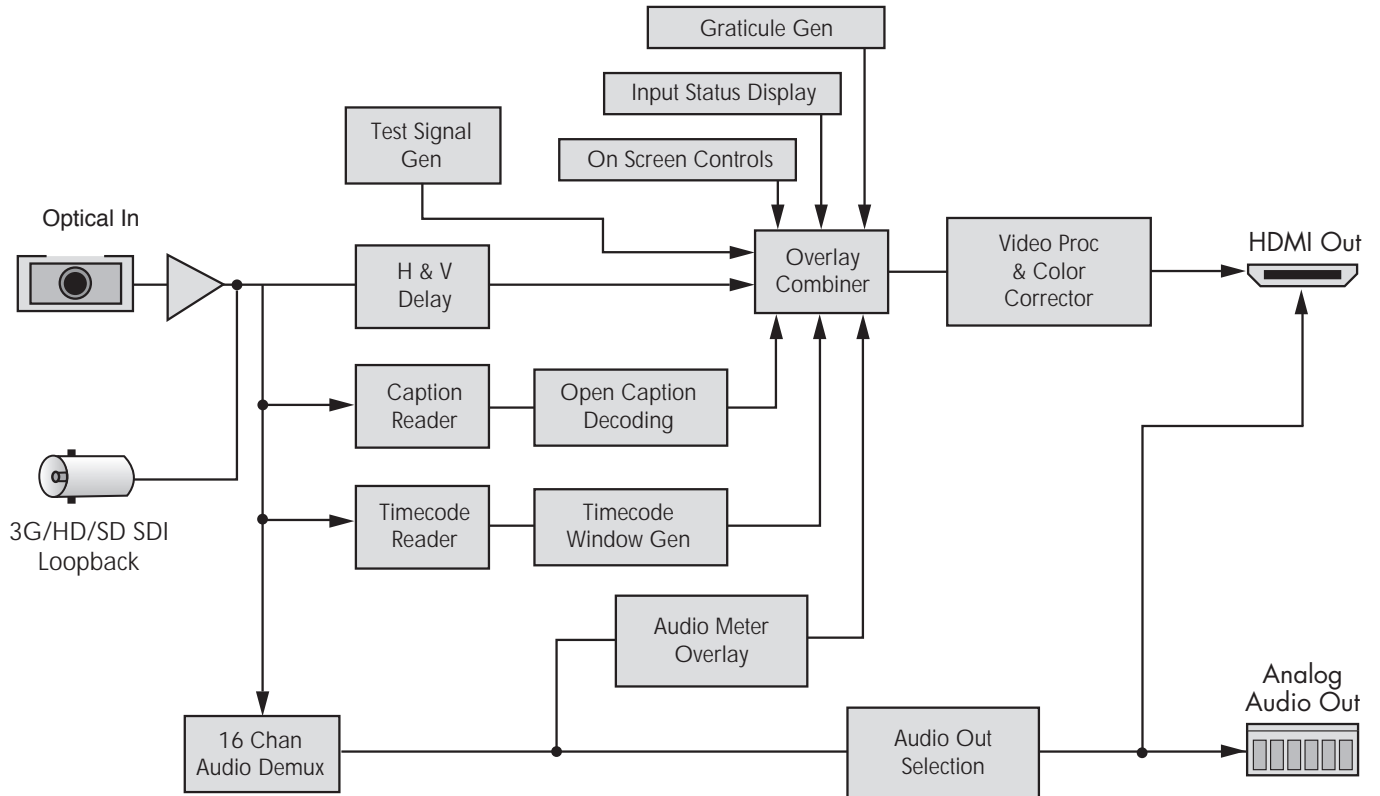 Graticule Gen
Input Status Display
Test Signal
Gen
On Screen Controls
Optical In
H & V
Delay
Overlay
Combiner
Video Proc
& Color
Corrector
HDMI Out
Caption
Reader
Open Caption
Decoding
3G/HD/SD SDI
Loopback
Timecode
Reader
Timecode
Window Gen
Audio Meter
Overlay
16 Chan
Audio Demux
Audio Out
Selection
Analog
Audio Out